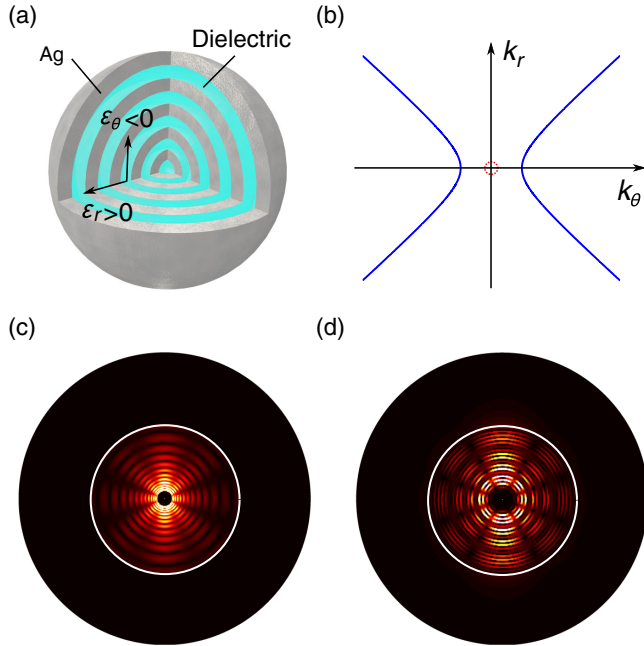 (a)
Ag
Dielectric
ε_θ<0
ε_r>0
(b)
k_r
k_θ
(c)
(d)